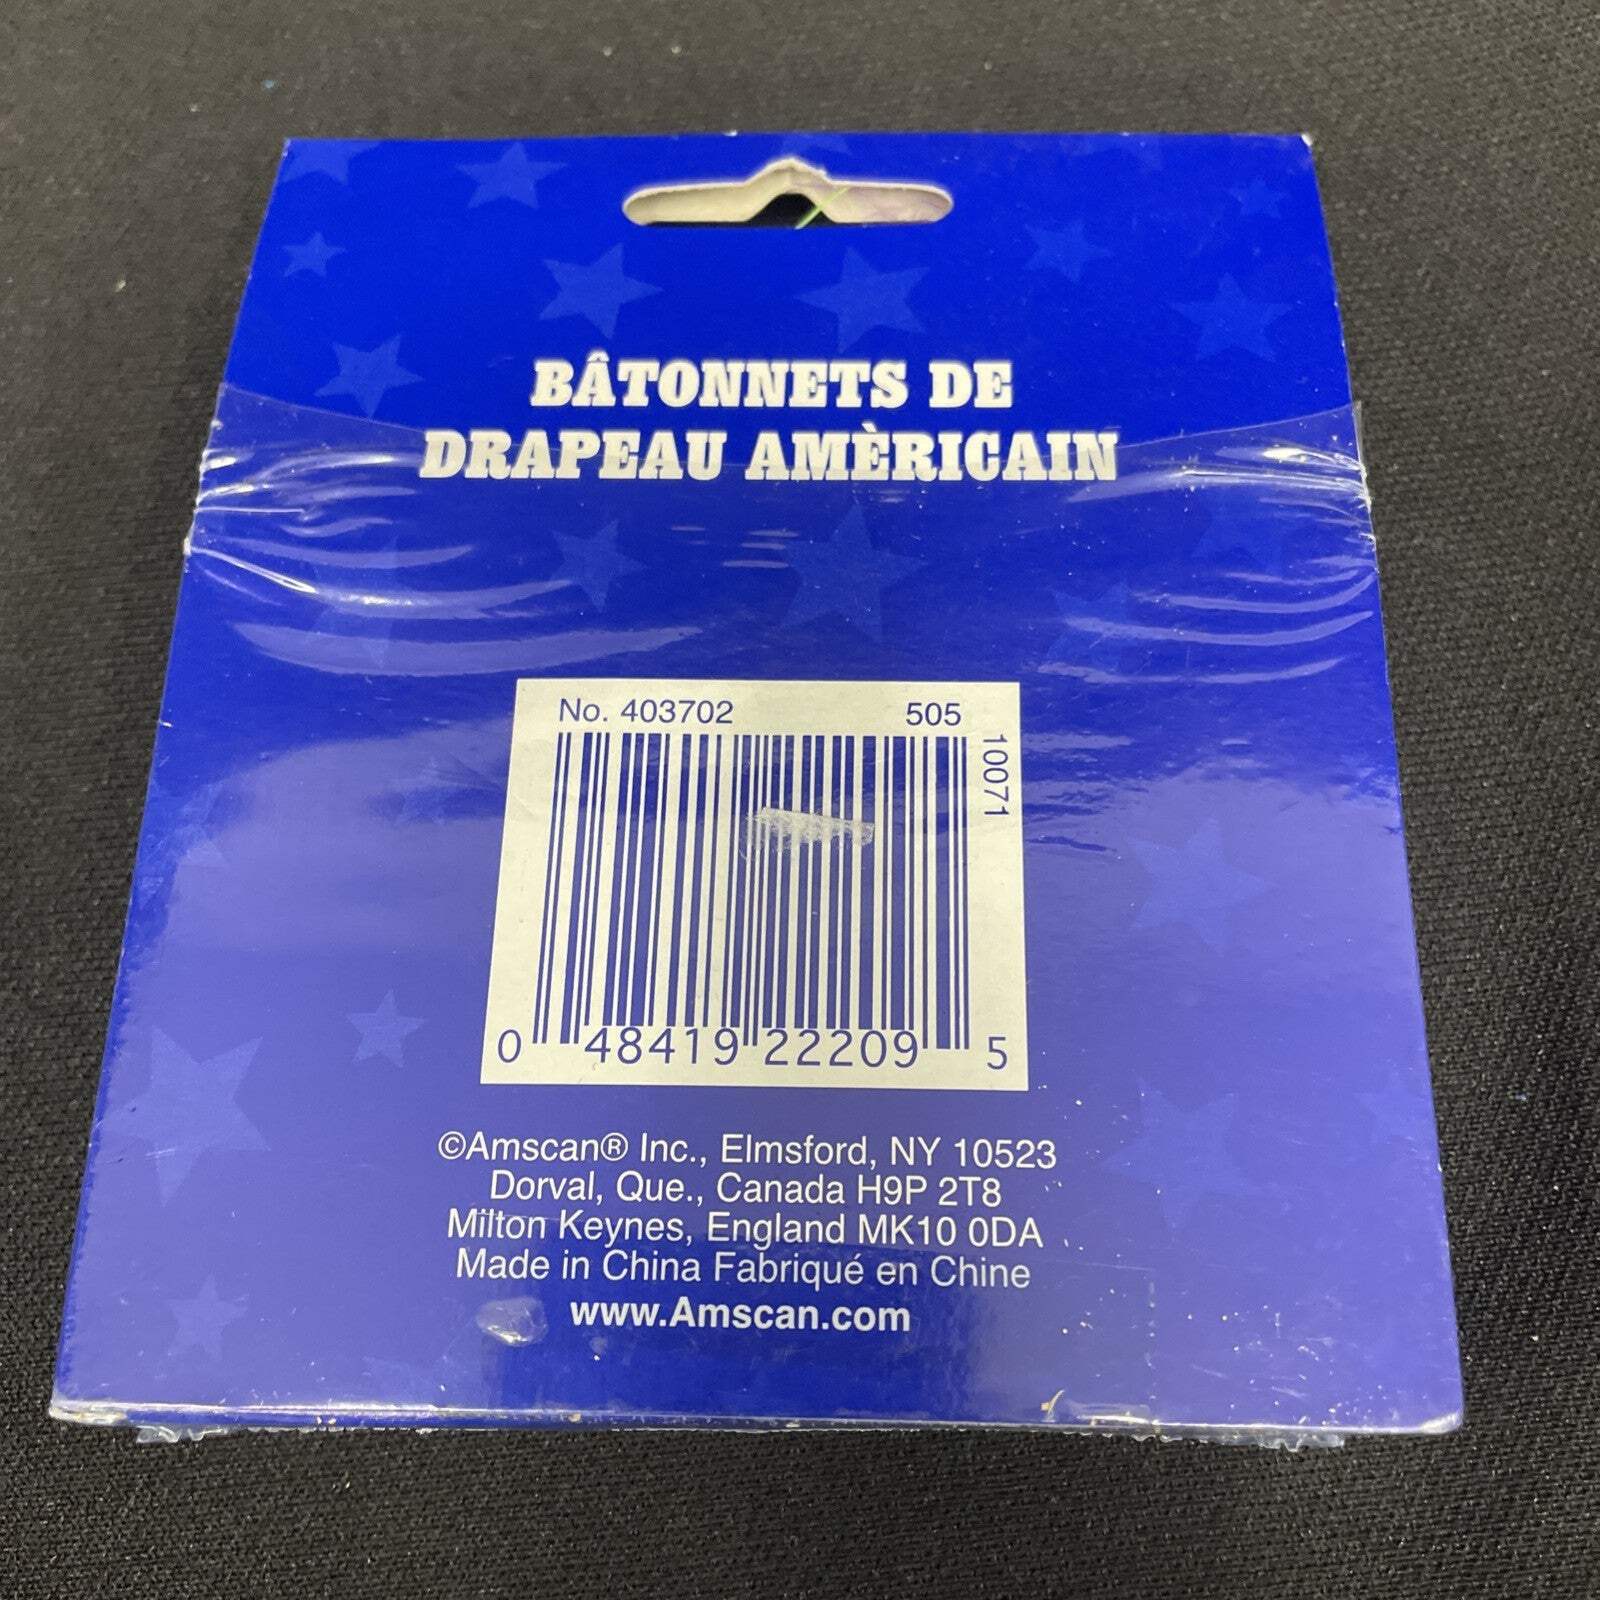 BÂTONNETS DE
DRAPEAU AMÈRICAIN
No. 403702 505
10071
0 48419 22209 5
©Amscan® Inc., Elmsford, NY 10523
Dorval, Que., Canada H9P 2T8
Milton Keynes, England MK10 0DA
Made in China Fabriqué en Chine
www.Amscan.com